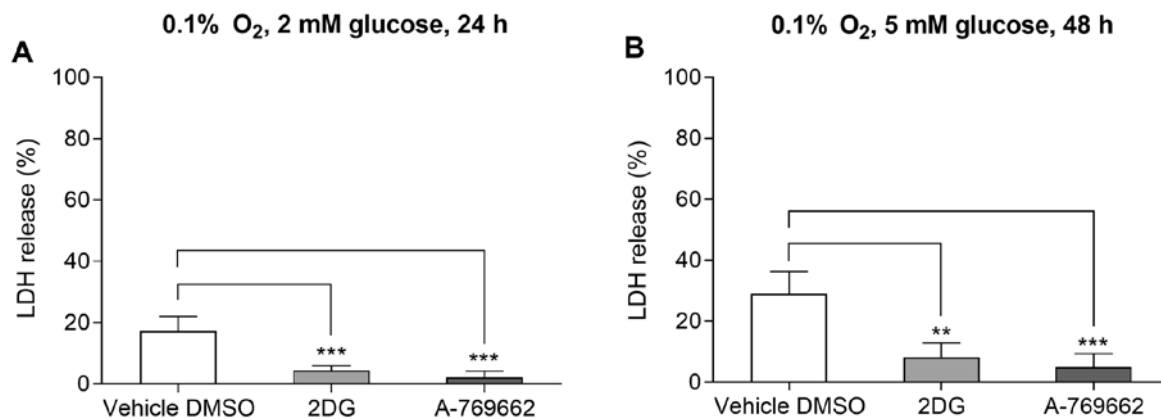 0.1% O₂, 2 mM glucose, 24 h
A
LDH release (%)
100
80
60
40
20
0
***
***
Vehicle DMSO 2DG A-769662
0.1% O₂, 5 mM glucose, 48 h
B
LDH release (%)
100
80
60
40
20
0
**
***
Vehicle DMSO 2DG A-769662